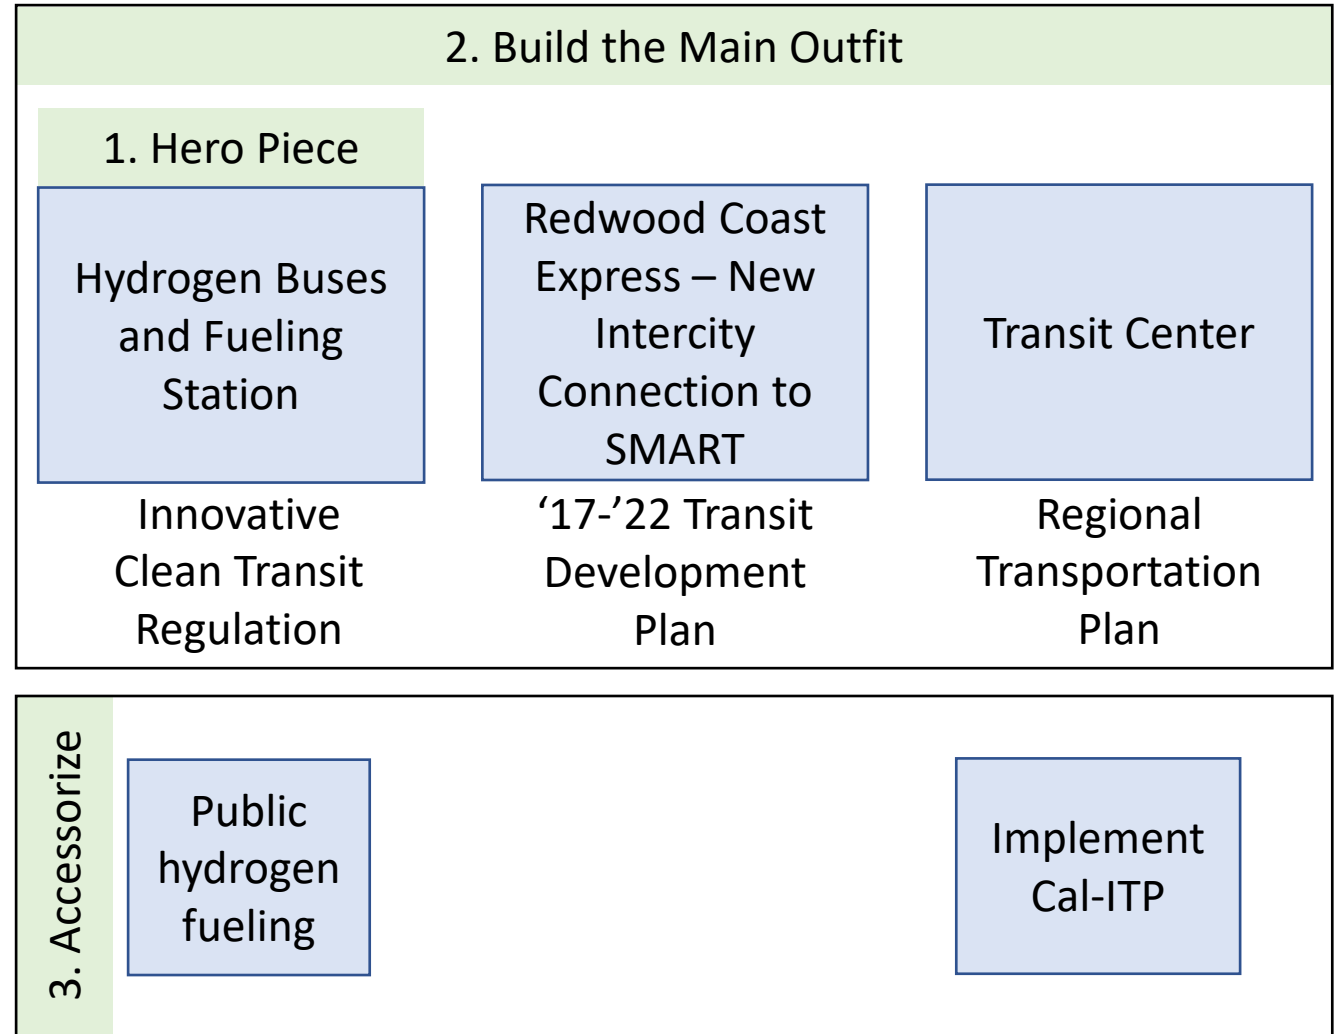 2. Build the Main Outfit
1. Hero Piece
Hydrogen Buses
and Fueling
Station
Redwood Coast
Express – New
Intercity
Connection to
SMART
Transit Center
Innovative
Clean Transit
Regulation
‘17-’22 Transit
Development
Plan
Regional
Transportation
Plan
3. Accessorize
Public
hydrogen
fueling
Implement
Cal-ITP